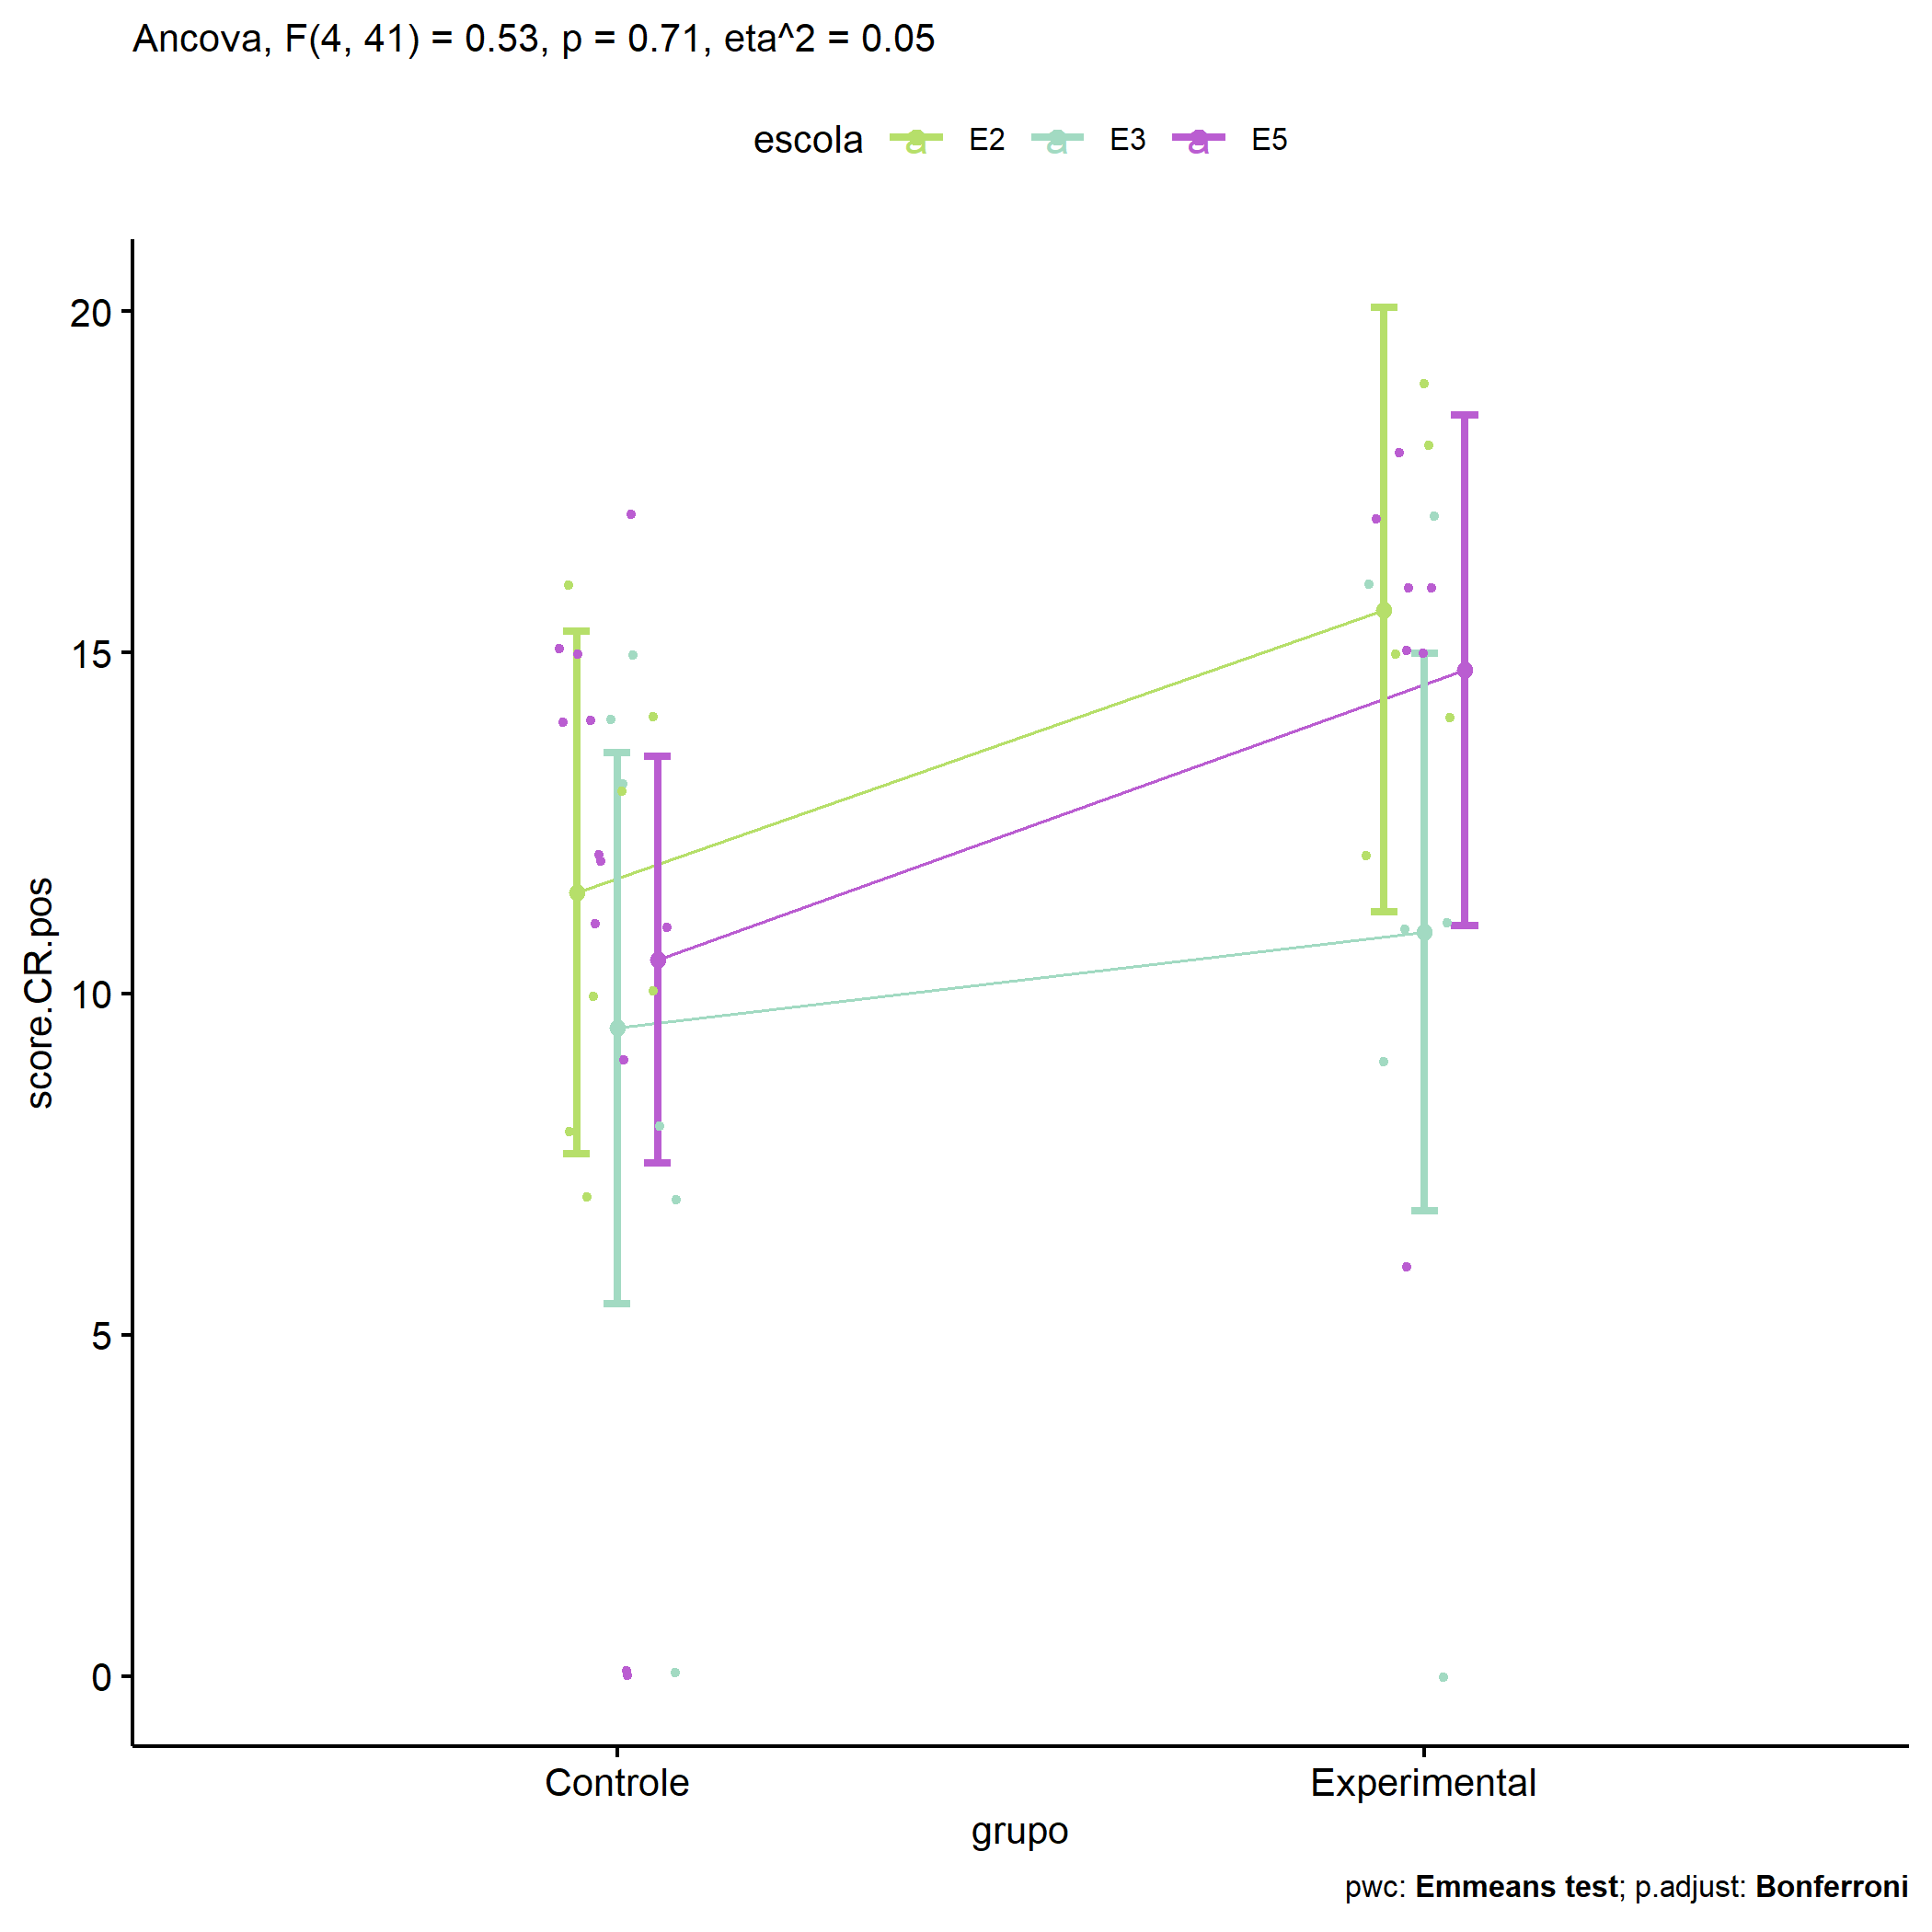 Ancova, F(4, 41) = 0.53, p = 0.71, eta^2 = 0.05
escola a E2 a E3 a E5
20
15
10
5
0
score.CR.pos
Controle Experimental
grupo
pwc: Emmeans test; p.adjust: Bonferroni